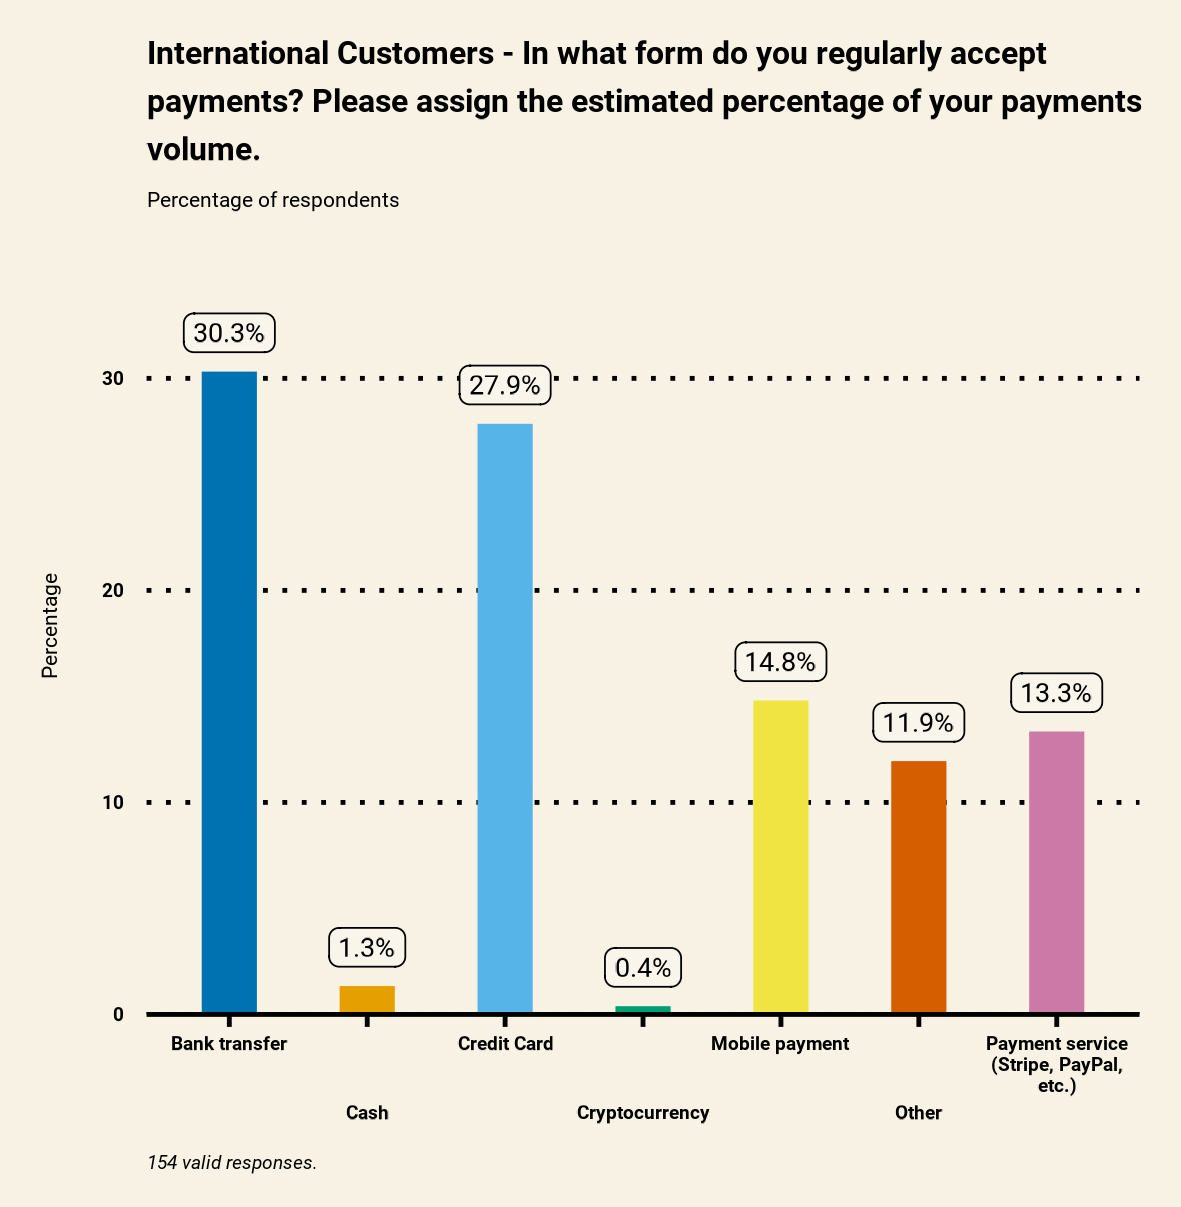 International Customers - In what form do you regularly accept
payments? Please assign the estimated percentage of your payments
volume.
Percentage of respondents
30.3%
30
27.9%
20
Percentage
14.8%
13.3%
11.9%
10
1.3%
0.4%
0
Bank transfer
Credit Card
Mobile payment
Payment service
(Stripe, PayPal,
etc.)
Cash
Cryptocurrency
Other
154 valid responses.